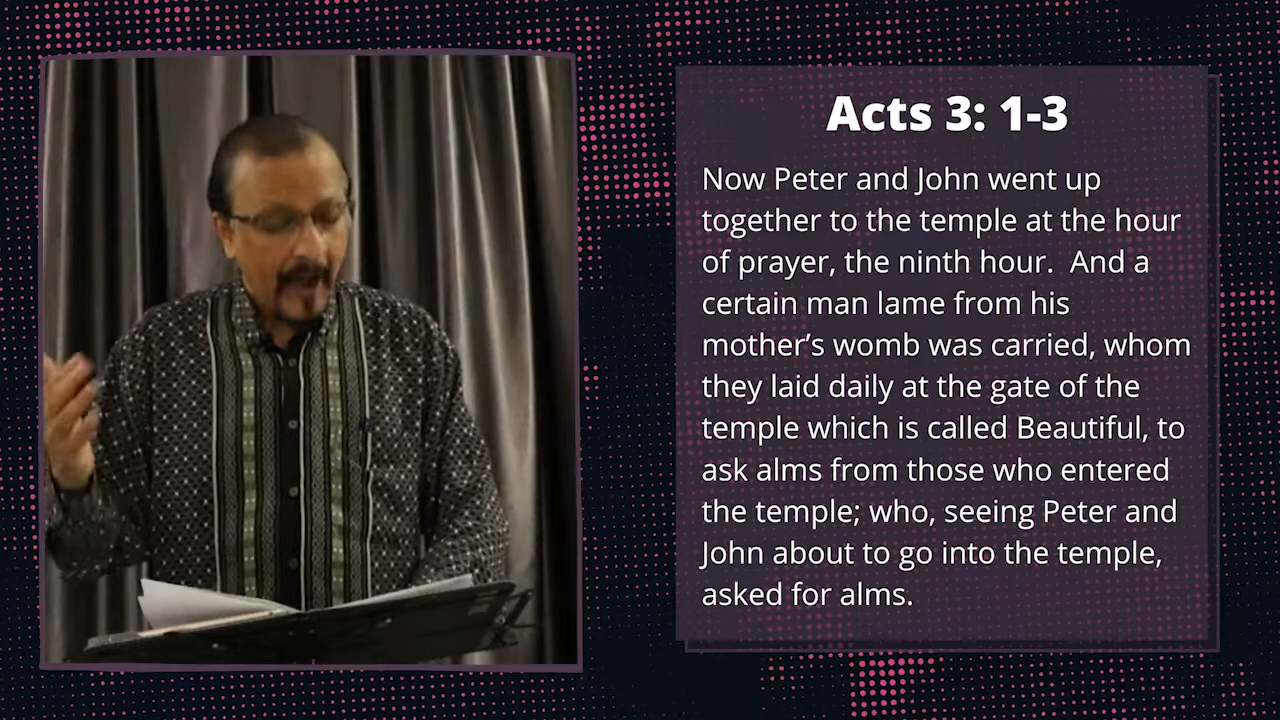 Acts 3: 1-3
Now Peter and John went up
together to the temple at the hour
of prayer, the ninth hour.  And a
certain man lame from his
mother’s womb was carried, whom
they laid daily at the gate of the
temple which is called Beautiful, to
ask alms from those who entered
the temple; who, seeing Peter and
John about to go into the temple,
asked for alms.